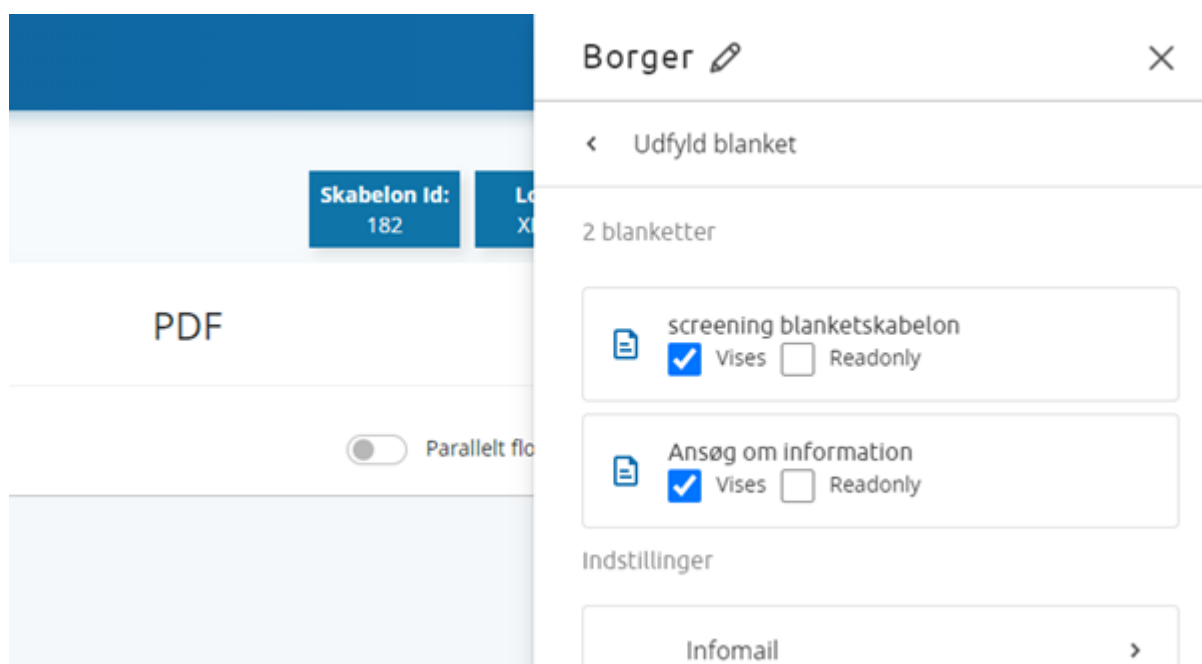 Borger
Udfyld blanket
Skabelon Id:
182
2 blanketter
PDF
screening blanketskabelon
Vises Readonly
Parallelt flo
Ansøg om information
Vises Readonly
Indstillinger
Infomail